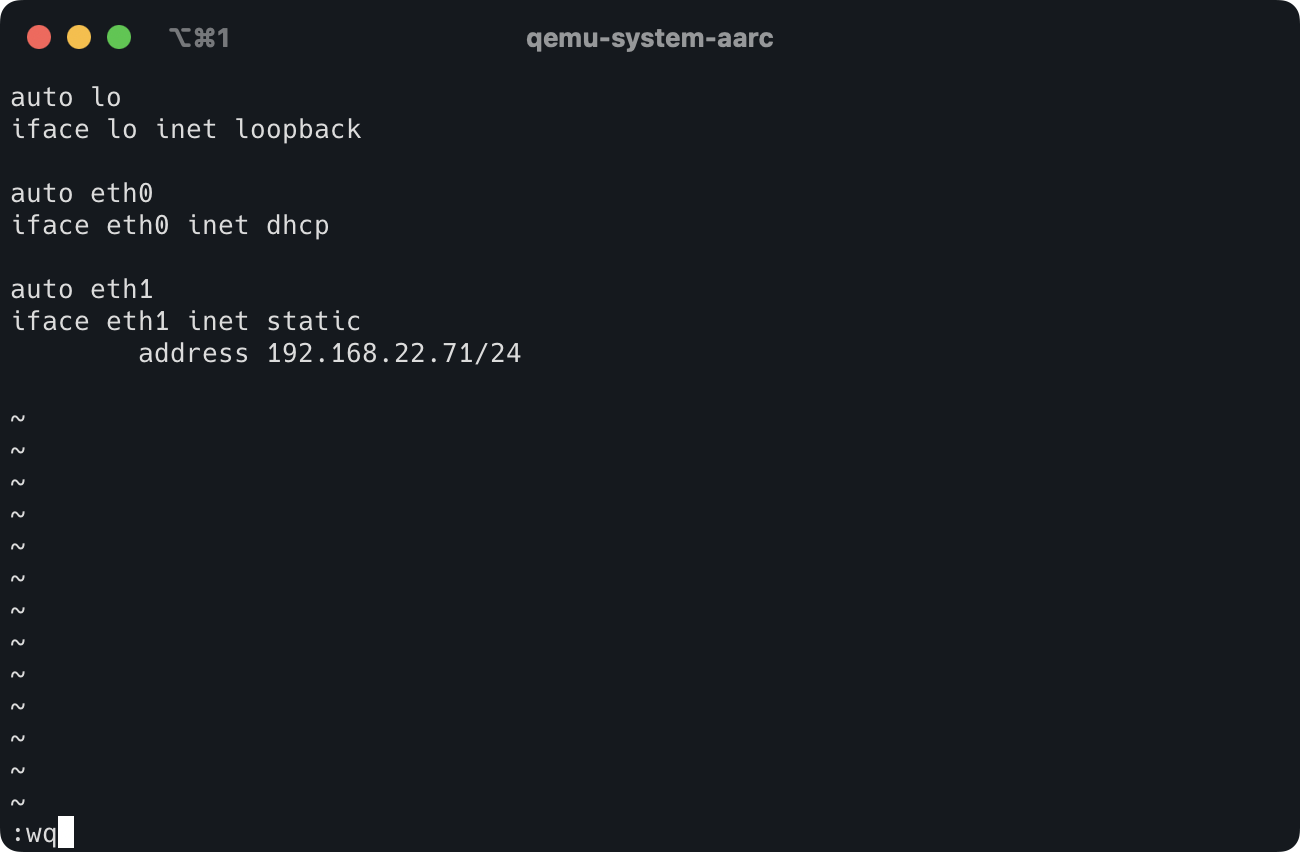 ⌥⌘1 qemu-system-aarc
auto lo
iface lo inet loopback

auto eth0
iface eth0 inet dhcp

auto eth1
iface eth1 inet static
        address 192.168.22.71/24

~
~
~
~
~
~
~
~
~
~
~
~
~
:wq